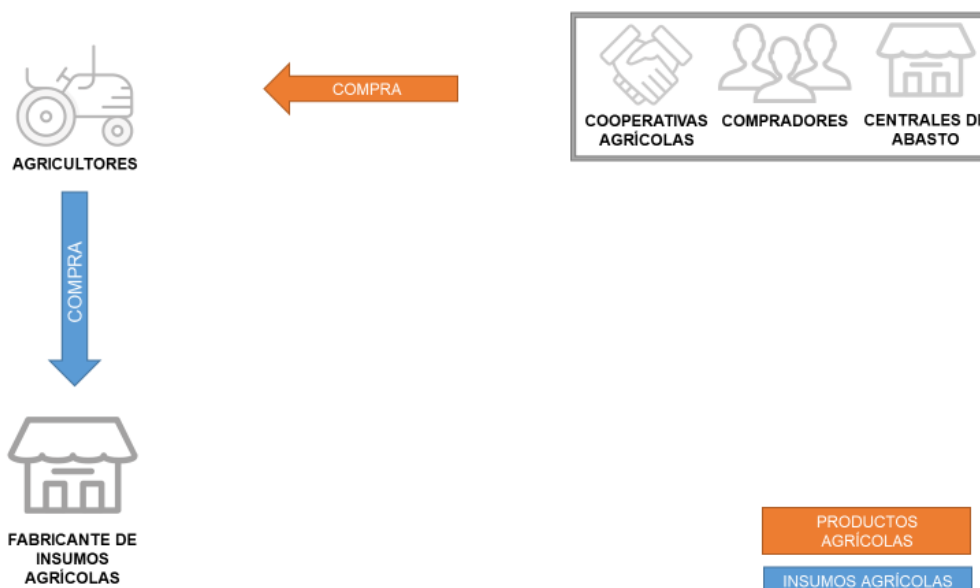 COMPRA
COOPERATIVAS
AGRÍCOLAS
COMPRADORES
CENTRALES DE
ABASTO
AGRICULTORES
COMPRA
FABRICANTE DE
INSUMOS
AGRÍCOLAS
PRODUCTOS
AGRÍCOLAS
INSUMOS AGRÍCOLAS